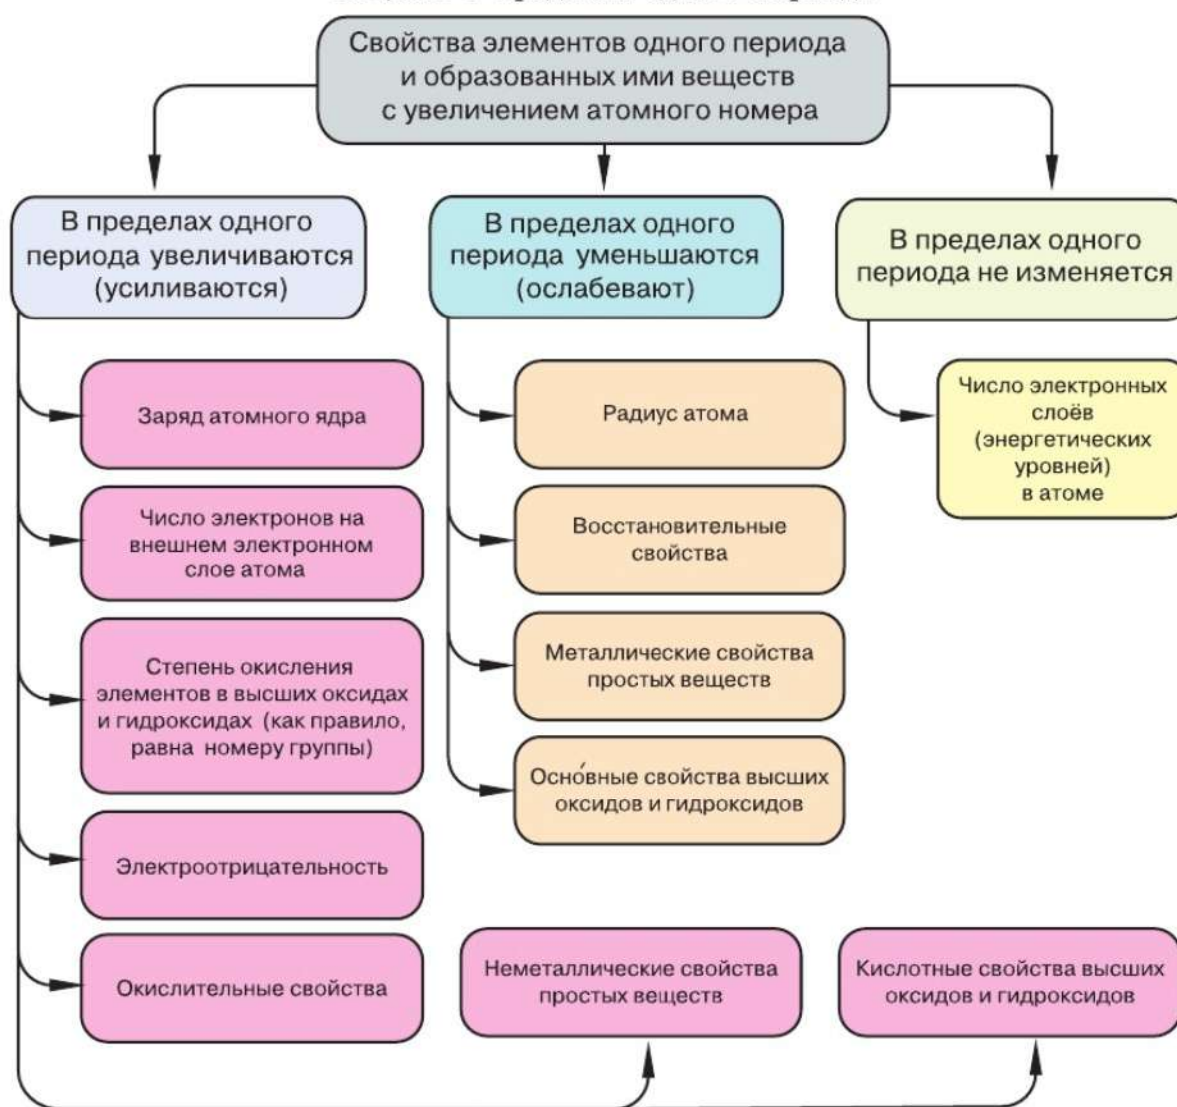 Свойства элементов одного периода
и образованных ими веществ
с увеличением атомного номера
В пределах одного
периода увеличиваются
(усиливаются)
Заряд атомного ядра
Число электронов на
внешнем электронном
слое атома
Степень окисления
элементов в высших оксидах
и гидроксидах (как правило,
равна номеру группы)
Электроотрицательность
Окислительные свойства
Неметаллические свойства
простых веществ
Кислотные свойства высших
оксидов и гидроксидов
В пределах одного
периода уменьшаются
(ослабевают)
Радиус атома
Восстановительные
свойства
Металлические свойства
простых веществ
Осно́вные свойства высших
оксидов и гидроксидов
В пределах одного
периода не изменяется
Число электронных
слоёв
(энергетических
уровней)
в атоме